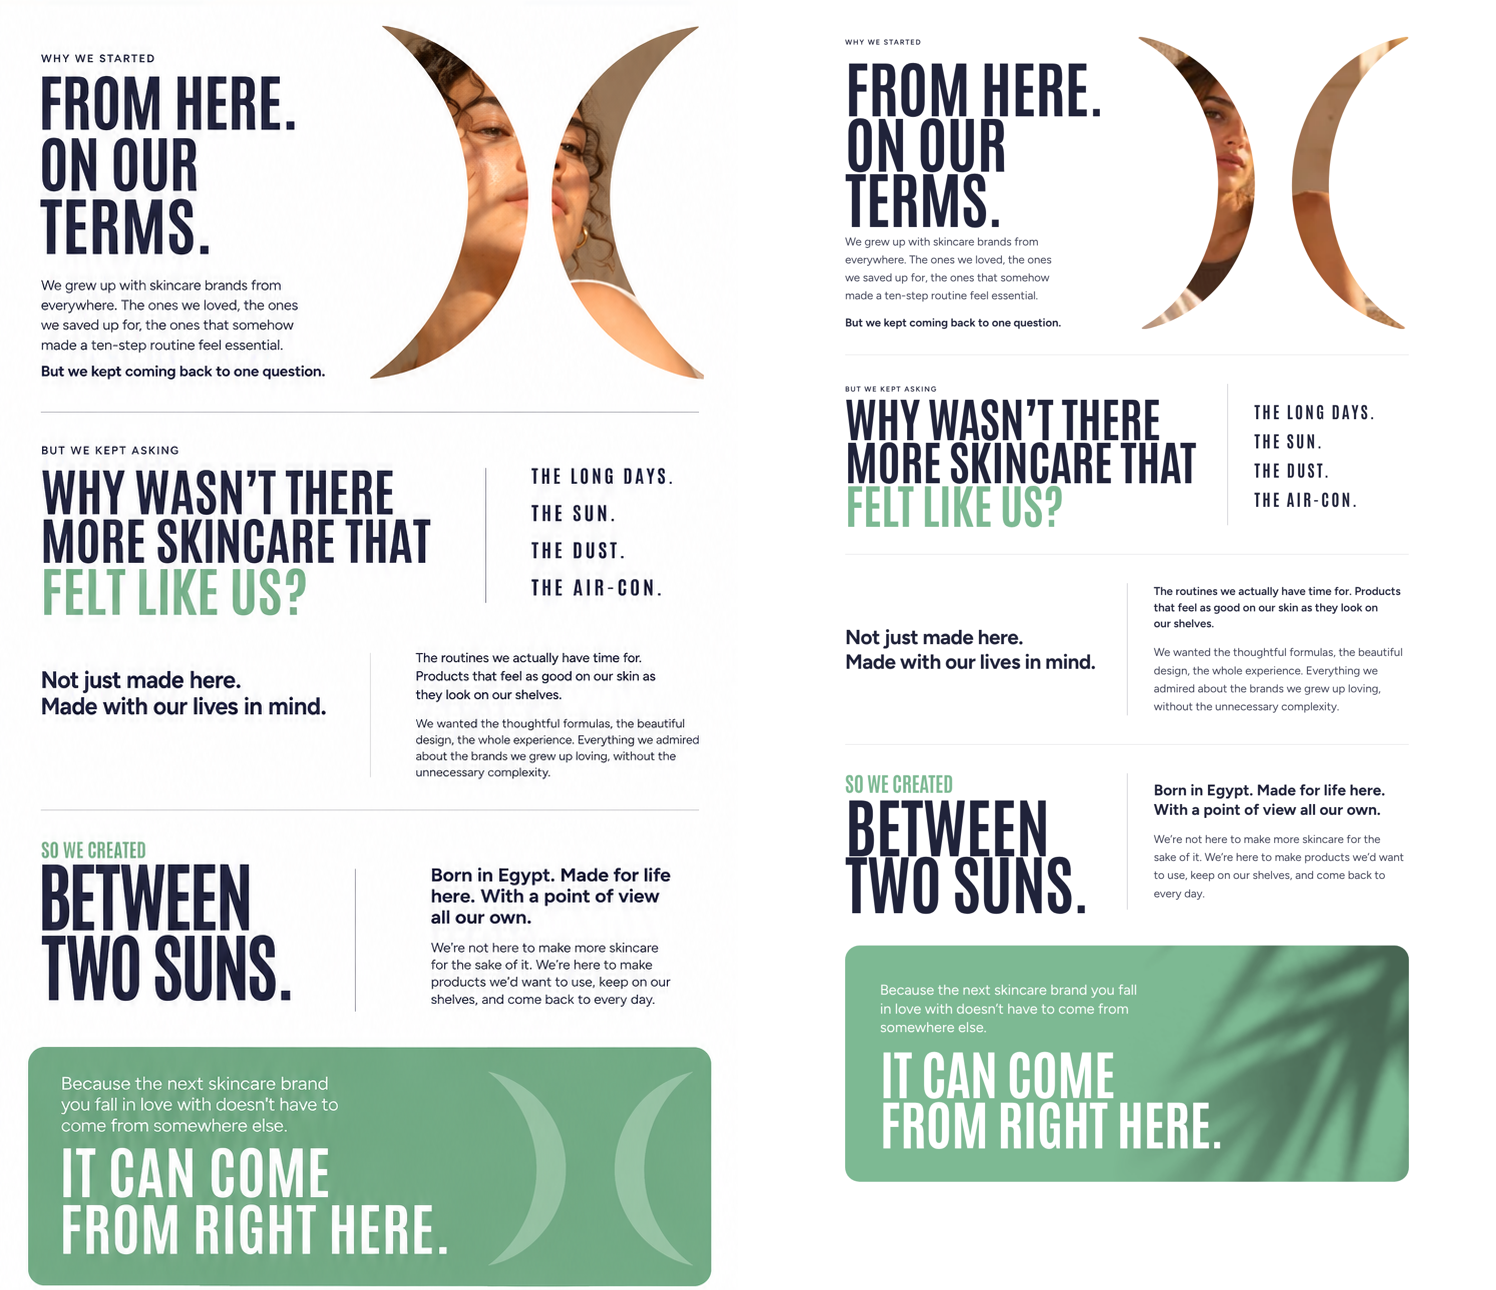 WHY WE STARTED
FROM HERE.
ON OUR
TERMS.
We grew up with skincare brands from
everywhere. The ones we loved, the ones
we saved up for, the ones that somehow
made a ten-step routine feel essential.
But we kept coming back to one question.
BUT WE KEPT ASKING
WHY WASN’T THERE
MORE SKINCARE THAT
FELT LIKE US?
THE LONG DAYS.
THE SUN.
THE DUST.
THE AIR-CON.
Not just made here.
Made with our lives in mind.
The routines we actually have time for.
Products that feel as good on our skin as
they look on our shelves.
We wanted the thoughtful formulas, the beautiful
design, the whole experience. Everything we admired
about the brands we grew up loving, without the
unnecessary complexity.
SO WE CREATED
BETWEEN
TWO SUNS.
Born in Egypt. Made for life
here. With a point of view
all our own.
We’re not here to make more skincare
for the sake of it. We’re here to make
products we’d want to use, keep on our
shelves, and come back to every day.
Because the next skincare brand
you fall in love with doesn't have to
come from somewhere else.
IT CAN COME
FROM RIGHT HERE.
WHY WE STARTED
FROM HERE.
ON OUR
TERMS.
We grew up with skincare brands from
everywhere. The ones we loved, the ones
we saved up for, the ones that somehow
made a ten-step routine feel essential.
But we kept coming back to one question.
BUT WE KEPT ASKING
WHY WASN’T THERE
MORE SKINCARE THAT
FELT LIKE US?
THE LONG DAYS.
THE SUN.
THE DUST.
THE AIR-CON.
Not just made here.
Made with our lives in mind.
The routines we actually have time for. Products
that feel as good on our skin as they look on
our shelves.
We wanted the thoughtful formulas, the beautiful
design, the whole experience. Everything we
admired about the brands we grew up loving,
without the unnecessary complexity.
SO WE CREATED
BETWEEN
TWO SUNS.
Born in Egypt. Made for life here.
With a point of view all our own.
We’re not here to make more skincare for the
sake of it. We’re here to make products we’d want
to use, keep on our shelves, and come back to
every day.
Because the next skincare brand you fall
in love with doesn’t have to come from
somewhere else.
IT CAN COME
FROM RIGHT HERE.